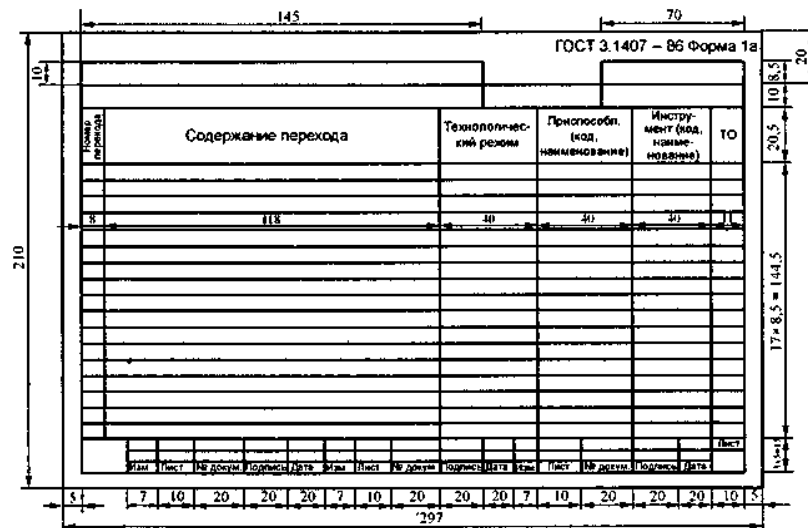 145
70
ГОСТ 3.1407 – 86 Форма 1а
20
10
10 8,5
Номер перехода
Содержание перехода
Технологичес-
кий режим
Приспособл.
(код,
наименование)
Инстру-
мент (код,
наиме-
нование)
ТО
20,5
8
118
40
40
40
11
210
17× 8,5 = 144,5
Лист
Изм
Лист
№ докум.
Подпись
Дата
Изм
Лист
№ докум
Подпись
Дата
Изм
Лист
№ докум.
Подпись
Дата
3x5=15
5
7
10
20
20
20
7
10
20
20
20
7
10
20
20
20
10
5
297